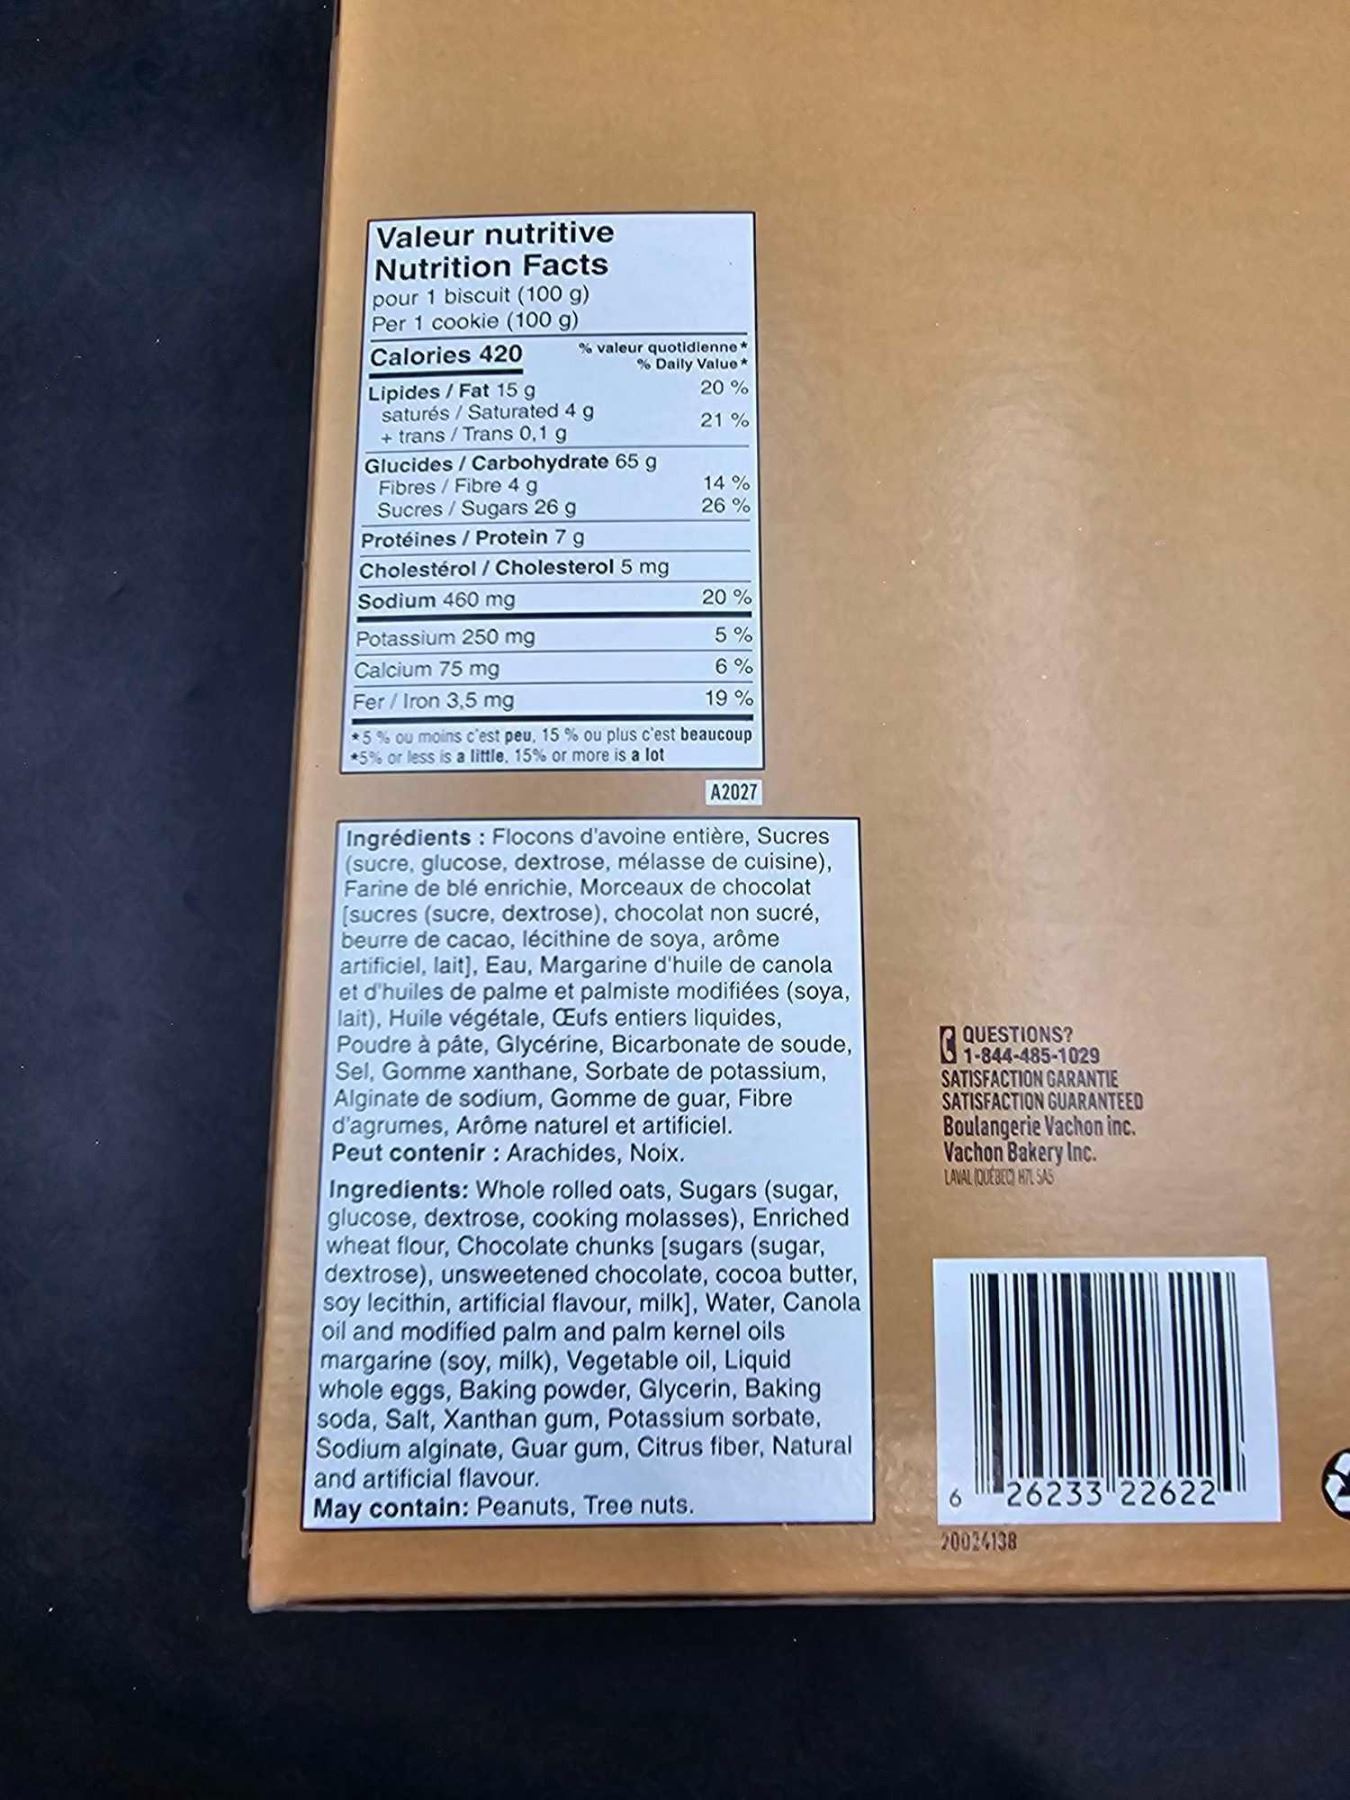 Valeur nutritive
Nutrition Facts
pour 1 biscuit (100 g)
Per 1 cookie (100 g)
Calories 420
% valeur quotidienne*
% Daily Value*
Lipides / Fat 15 g 20 %
saturés / Saturated 4 g
+ trans / Trans 0,1 g 21 %
Glucides / Carbohydrate 65 g
Fibres / Fibre 4 g 14 %
Sucres / Sugars 26 g 26 %
Protéines / Protein 7 g
Cholestérol / Cholesterol 5 mg
Sodium 460 mg 20 %
Potassium 250 mg 5 %
Calcium 75 mg 6 %
Fer / Iron 3,5 mg 19 %
*5 % ou moins c'est peu, 15 % ou plus c'est beaucoup
*5% or less is a little, 15% or more is a lot
A2027
Ingrédients : Flocons d'avoine entière, Sucres
(sucre, glucose, dextrose, mélasse de cuisine),
Farine de blé enrichie, Morceaux de chocolat
[sucres (sucre, dextrose), chocolat non sucré,
beurre de cacao, lécithine de soya, arôme
artificiel, lait], Eau, Margarine d'huile de canola
et d'huiles de palme et palmiste modifiées (soya,
lait), Huile végétale, Œufs entiers liquides,
Poudre à pâte, Glycérine, Bicarbonate de soude,
Sel, Gomme xanthane, Sorbate de potassium,
Alginate de sodium, Gomme de guar, Fibre
d'agrumes, Arôme naturel et artificiel.
Peut contenir : Arachides, Noix.
Ingredients: Whole rolled oats, Sugars (sugar,
glucose, dextrose, cooking molasses), Enriched
wheat flour, Chocolate chunks [sugars (sugar,
dextrose), unsweetened chocolate, cocoa butter,
soy lecithin, artificial flavour, milk], Water, Canola
oil and modified palm and palm kernel oils
margarine (soy, milk), Vegetable oil, Liquid
whole eggs, Baking powder, Glycerin, Baking
soda, Salt, Xanthan gum, Potassium sorbate,
Sodium alginate, Guar gum, Citrus fiber, Natural
and artificial flavour.
May contain: Peanuts, Tree nuts.
QUESTIONS?
1-844-485-1029
SATISFACTION GARANTIE
SATISFACTION GUARANTEED
Boulangerie Vachon inc.
Vachon Bakery Inc.
LAVAL (QUÉBEC) H7L 5A5
6 26233 22622
20024138